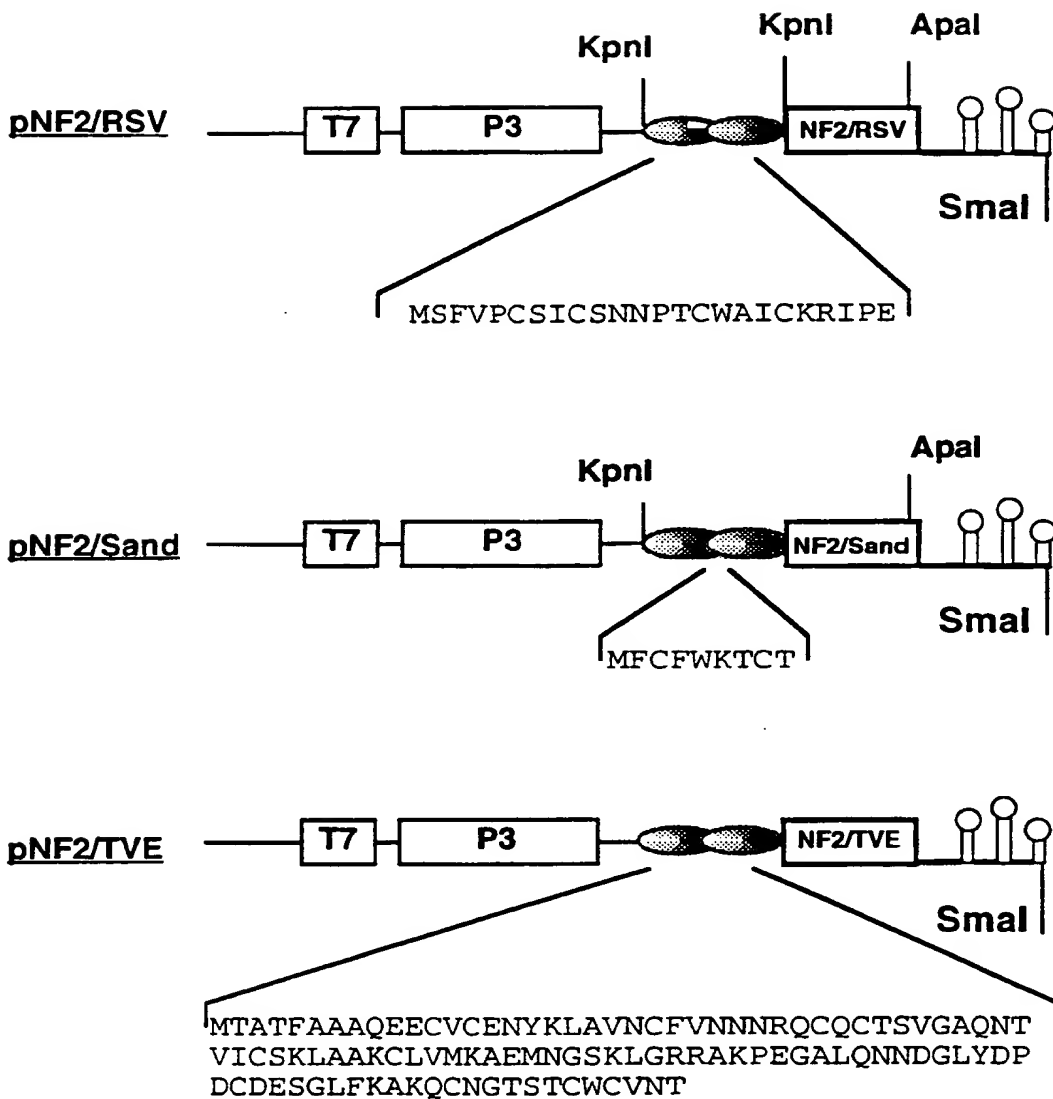 KpnI KpnI ApaI
pNF2/RSV T7 P3 NF2/RSV
SmaI
MSFVPCSICSNNPTCWAICKRIPE
KpnI ApaI
pNF2/Sand T7 P3 NF2/Sand
SmaI
MFCFWKTCT
pNF2/TVE T7 P3 NF2/TVE
SmaI
MTATFAAAQEECVCENYKLAVNCFVNNNRQCQCTSVGAQNT
VICSKLAAKCLVMKAEMNGSKLGRRAKPEGALQNNDGLYDP
DCDESGLFKAKQCNGTSTCWCVNT